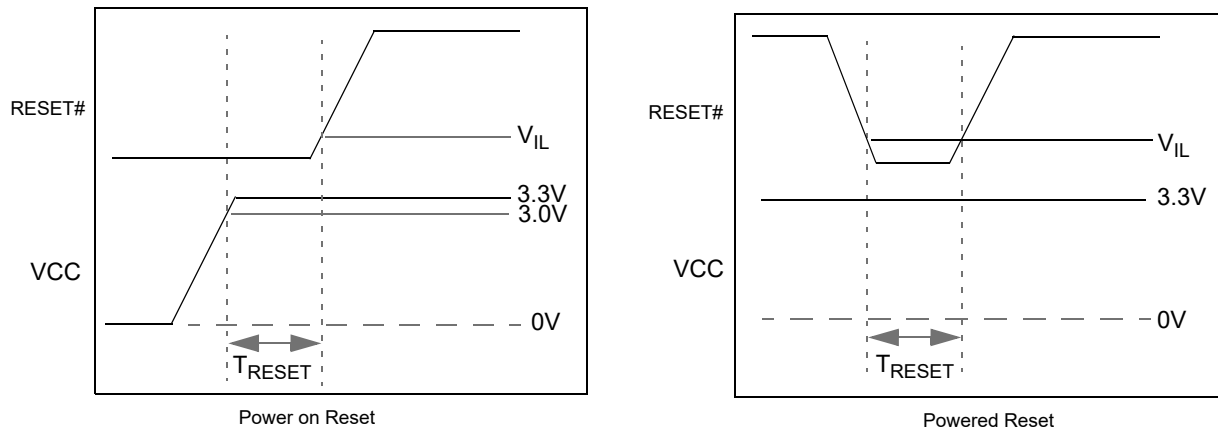 RESET#
VIL
3.3V
3.0V
VCC
0V
TRESET
Power on Reset
RESET#
VIL
3.3V
VCC
0V
TRESET
Powered Reset